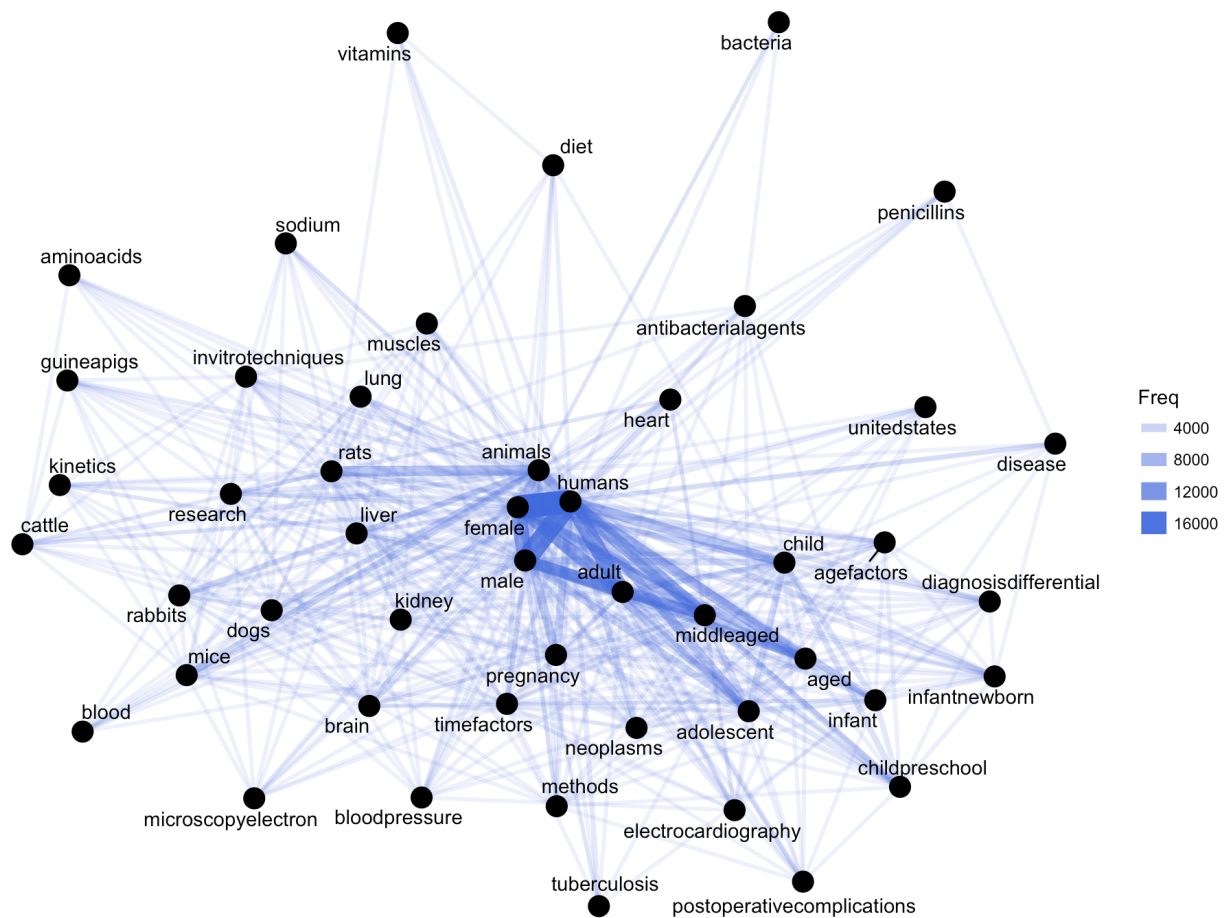 bacteria
vitamins
diet
penicillins
sodium
aminoacids
antibacterialagents
muscles
invitrotechniques
guineapigs
lung
Freq
heart
unitedstates
4000
animals
rats
8000
disease
kinetics
humans
12000
research
liver
female
cattle
16000
child
adult
agefactors
male
diagnosisdifferential
kidney
rabbits
dogs
middleaged
mice
pregnancy
aged
infantnewborn
blood
brain
timefactors
infant
adolescent
neoplasms
childpreschool
methods
microscopyelectron
bloodpressure
electrocardiography
tuberculosis
postoperativecomplications